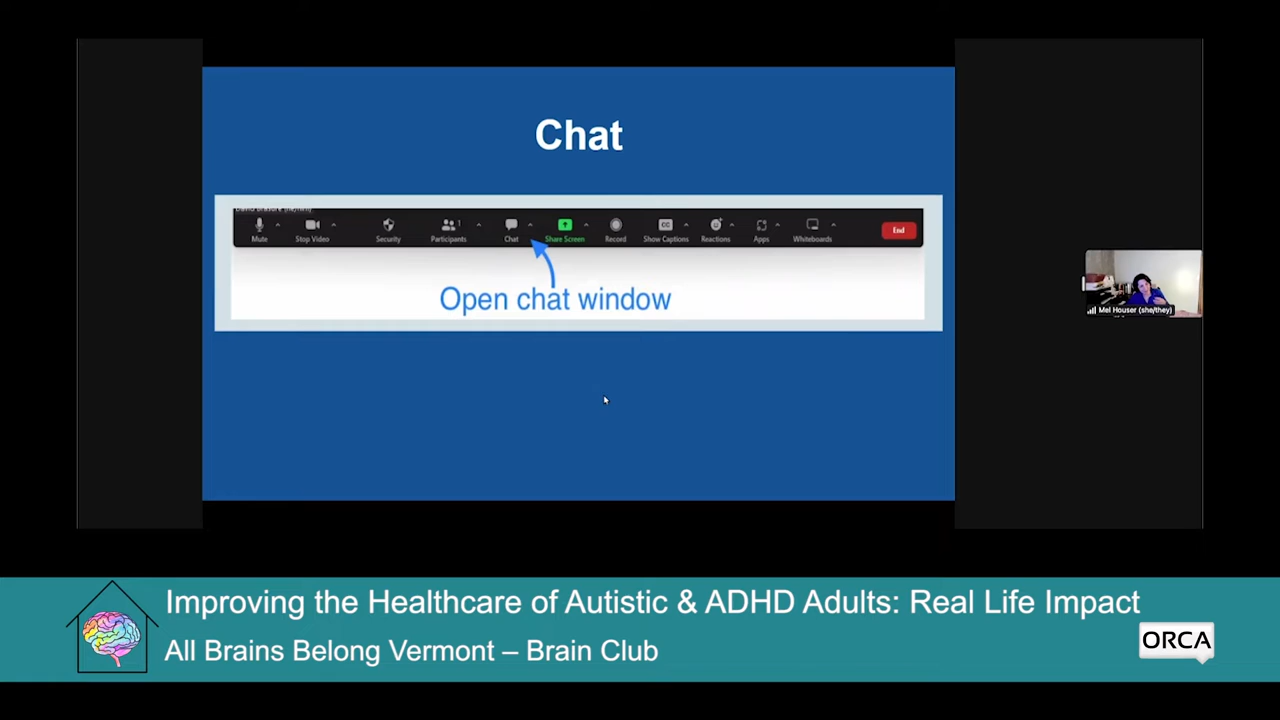 Chat
Mute
Stop Video
Security
Participants
1
Chat
Share Screen
Record
CC
Show Captions
Reactions
Apps
Whiteboards
End
Open chat window
Mel Houser (she/they)
Improving the Healthcare of Autistic & ADHD Adults: Real Life Impact
All Brains Belong Vermont – Brain Club
ORCA